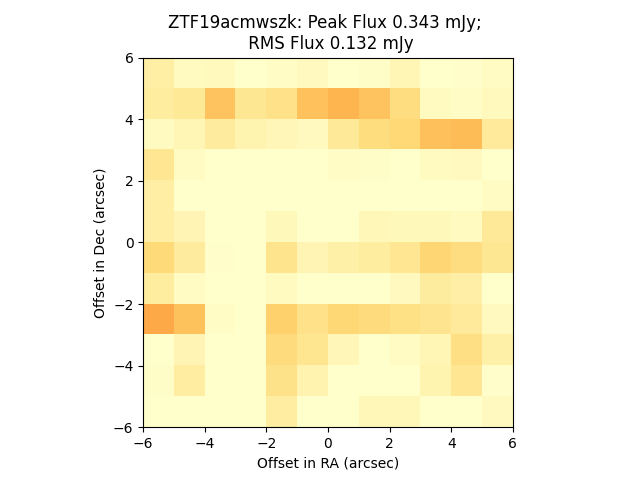 ZTF19acmwszk: Peak Flux 0.343 mJy;
RMS Flux 0.132 mJy
6
4
2
0
−2
−4
−6
Offset in Dec (arcsec)
−6 −4 −2 0 2 4 6
Offset in RA (arcsec)